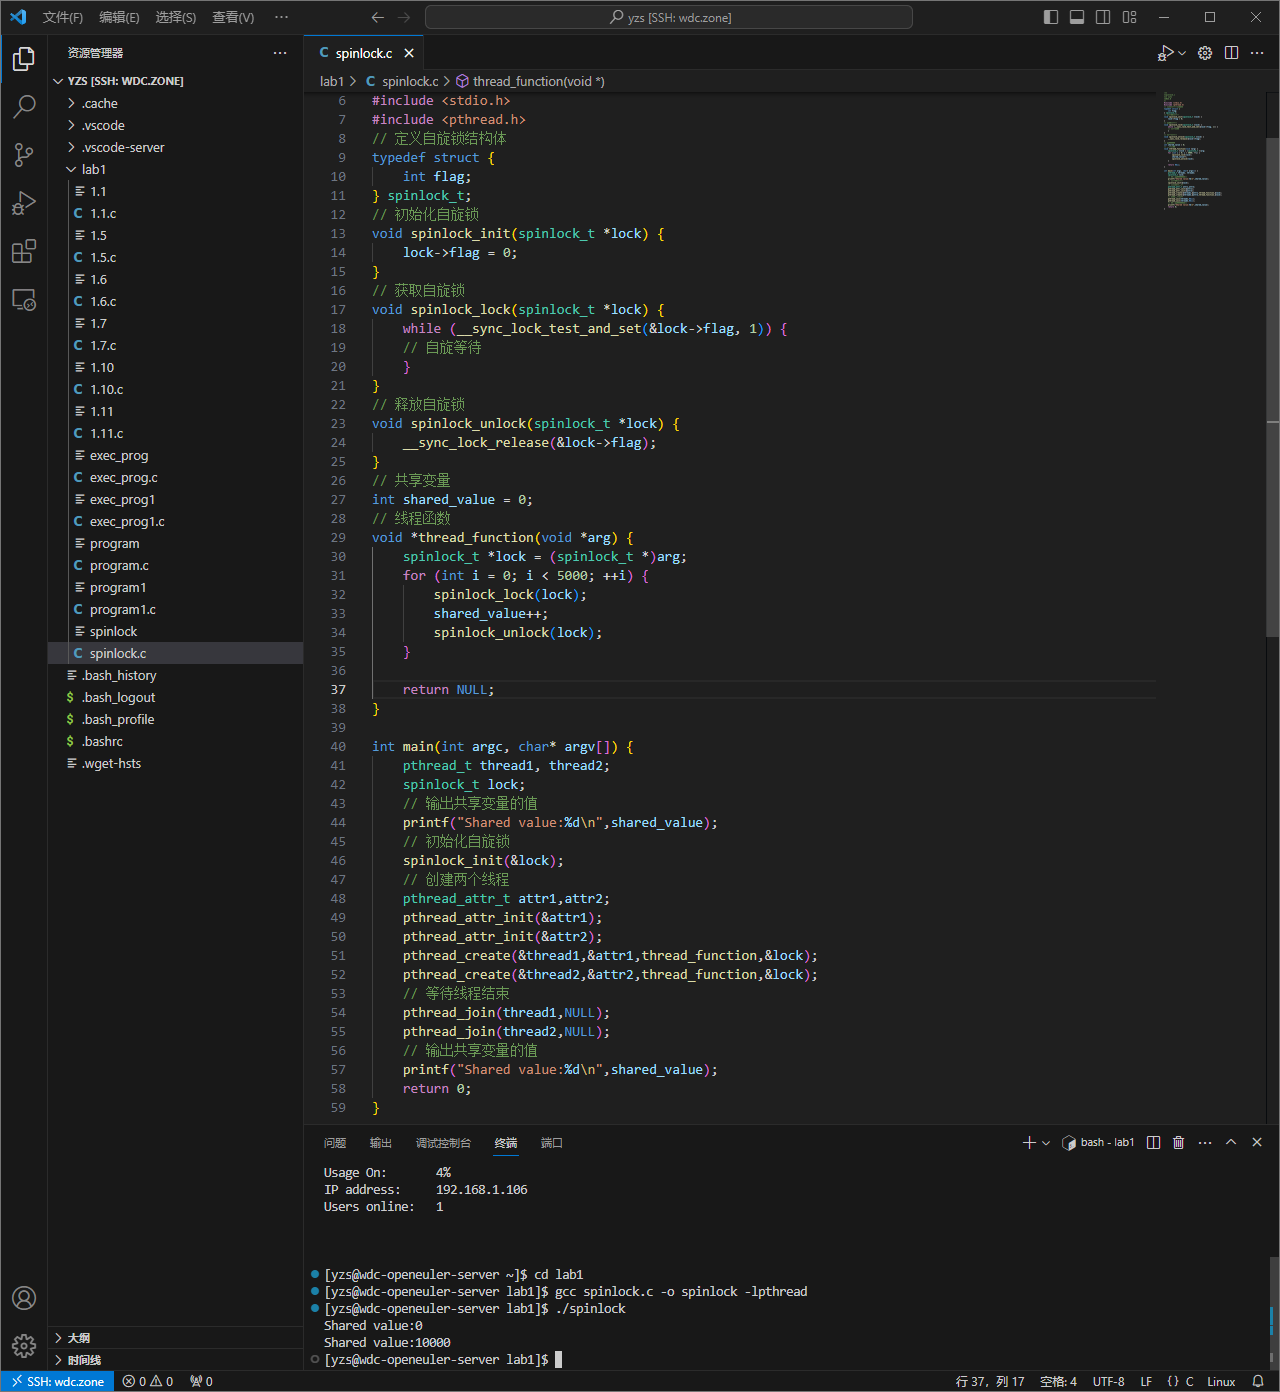 文件(F) 编辑(E) 选择(S) 查看(V) ··· yzs [SSH: wdc.zone]
资源管理器 ···
YZS [SSH: WDC.ZONE]
.cache
.vscode
.vscode-server
lab1
1.1
C 1.1.c
1.5
C 1.5.c
1.6
C 1.6.c
1.7
C 1.7.c
1.10
C 1.10.c
1.11
C 1.11.c
exec_prog
C exec_prog.c
exec_prog1
C exec_prog1.c
program
C program.c
program1
C program1.c
spinlock
C spinlock.c
.bash_history
$ .bash_logout
$ .bash_profile
$ .bashrc
.wget-hsts
大纲
时间线
C spinlock.c
lab1 > C spinlock.c > thread_function(void *)
6 #include <stdio.h>
7 #include <pthread.h>
8 // 定义自旋锁结构体
9 typedef struct {
10     int flag;
11 } spinlock_t;
12 // 初始化自旋锁
13 void spinlock_init(spinlock_t *lock) {
14     lock->flag = 0;
15 }
16 // 获取自旋锁
17 void spinlock_lock(spinlock_t *lock) {
18     while (__sync_lock_test_and_set(&lock->flag, 1)) {
19     // 自旋等待
20     }
21 }
22 // 释放自旋锁
23 void spinlock_unlock(spinlock_t *lock) {
24     __sync_lock_release(&lock->flag);
25 }
26 // 共享变量
27 int shared_value = 0;
28 // 线程函数
29 void *thread_function(void *arg) {
30     spinlock_t *lock = (spinlock_t *)arg;
31     for (int i = 0; i < 5000; ++i) {
32         spinlock_lock(lock);
33         shared_value++;
34         spinlock_unlock(lock);
35     }
36
37     return NULL;
38 }
39
40 int main(int argc, char* argv[]) {
41     pthread_t thread1, thread2;
42     spinlock_t lock;
43     // 输出共享变量的值
44     printf("Shared value:%d\n",shared_value);
45     // 初始化自旋锁
46     spinlock_init(&lock);
47     // 创建两个线程
48     pthread_attr_t attr1,attr2;
49     pthread_attr_init(&attr1);
50     pthread_attr_init(&attr2);
51     pthread_create(&thread1,&attr1,thread_function,&lock);
52     pthread_create(&thread2,&attr2,thread_function,&lock);
53     // 等待线程结束
54     pthread_join(thread1,NULL);
55     pthread_join(thread2,NULL);
56     // 输出共享变量的值
57     printf("Shared value:%d\n",shared_value);
58     return 0;
59 }
问题 输出 调试控制台 终端 端口 bash - lab1 ···
Usage On: 4%
IP address: 192.168.1.106
Users online: 1
[yzs@wdc-openeuler-server ~]$ cd lab1
[yzs@wdc-openeuler-server lab1]$ gcc spinlock.c -o spinlock -lpthread
[yzs@wdc-openeuler-server lab1]$ ./spinlock
Shared value:0
Shared value:10000
[yzs@wdc-openeuler-server lab1]$
SSH: wdc.zone 0 0 0 行 37, 列 17 空格: 4 UTF-8 LF {} C Linux